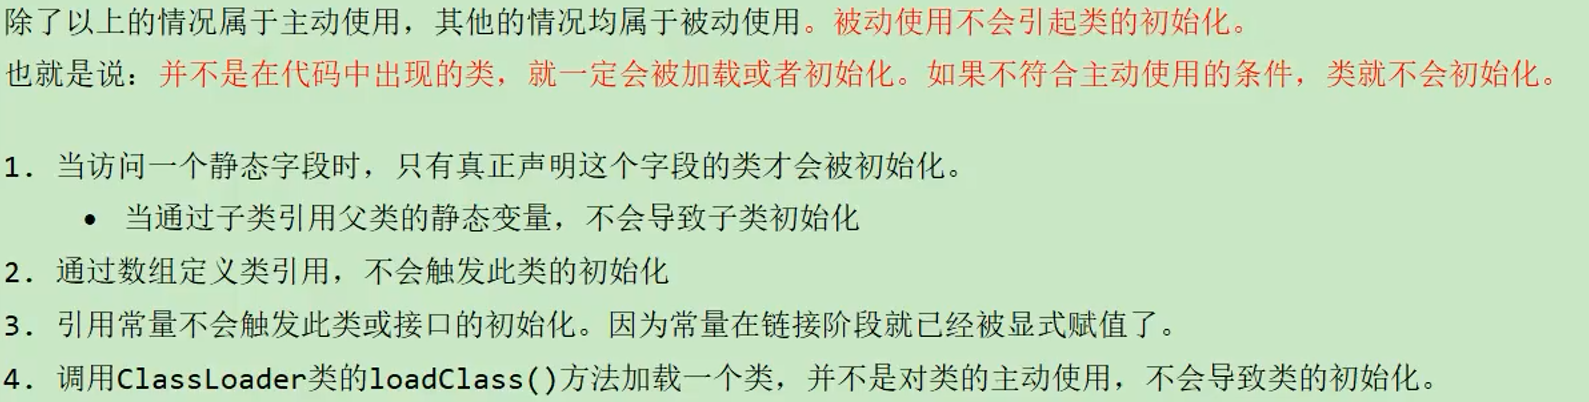 除了以上的情况属于主动使用，其他的情况均属于被动使用。被动使用不会引起类的初始化。
也就是说：并不是在代码中出现的类，就一定会被加载或者初始化。如果不符合主动使用的条件，类就不会初始化。
1. 当访问一个静态字段时，只有真正声明这个字段的类才会被初始化。
• 当通过子类引用父类的静态变量，不会导致子类初始化
2. 通过数组定义类引用，不会触发此类的初始化
3. 引用常量不会触发此类或接口的初始化。因为常量在链接阶段就已经被显式赋值了。
4. 调用ClassLoader类的loadClass()方法加载一个类，并不是对类的主动使用，不会导致类的初始化。